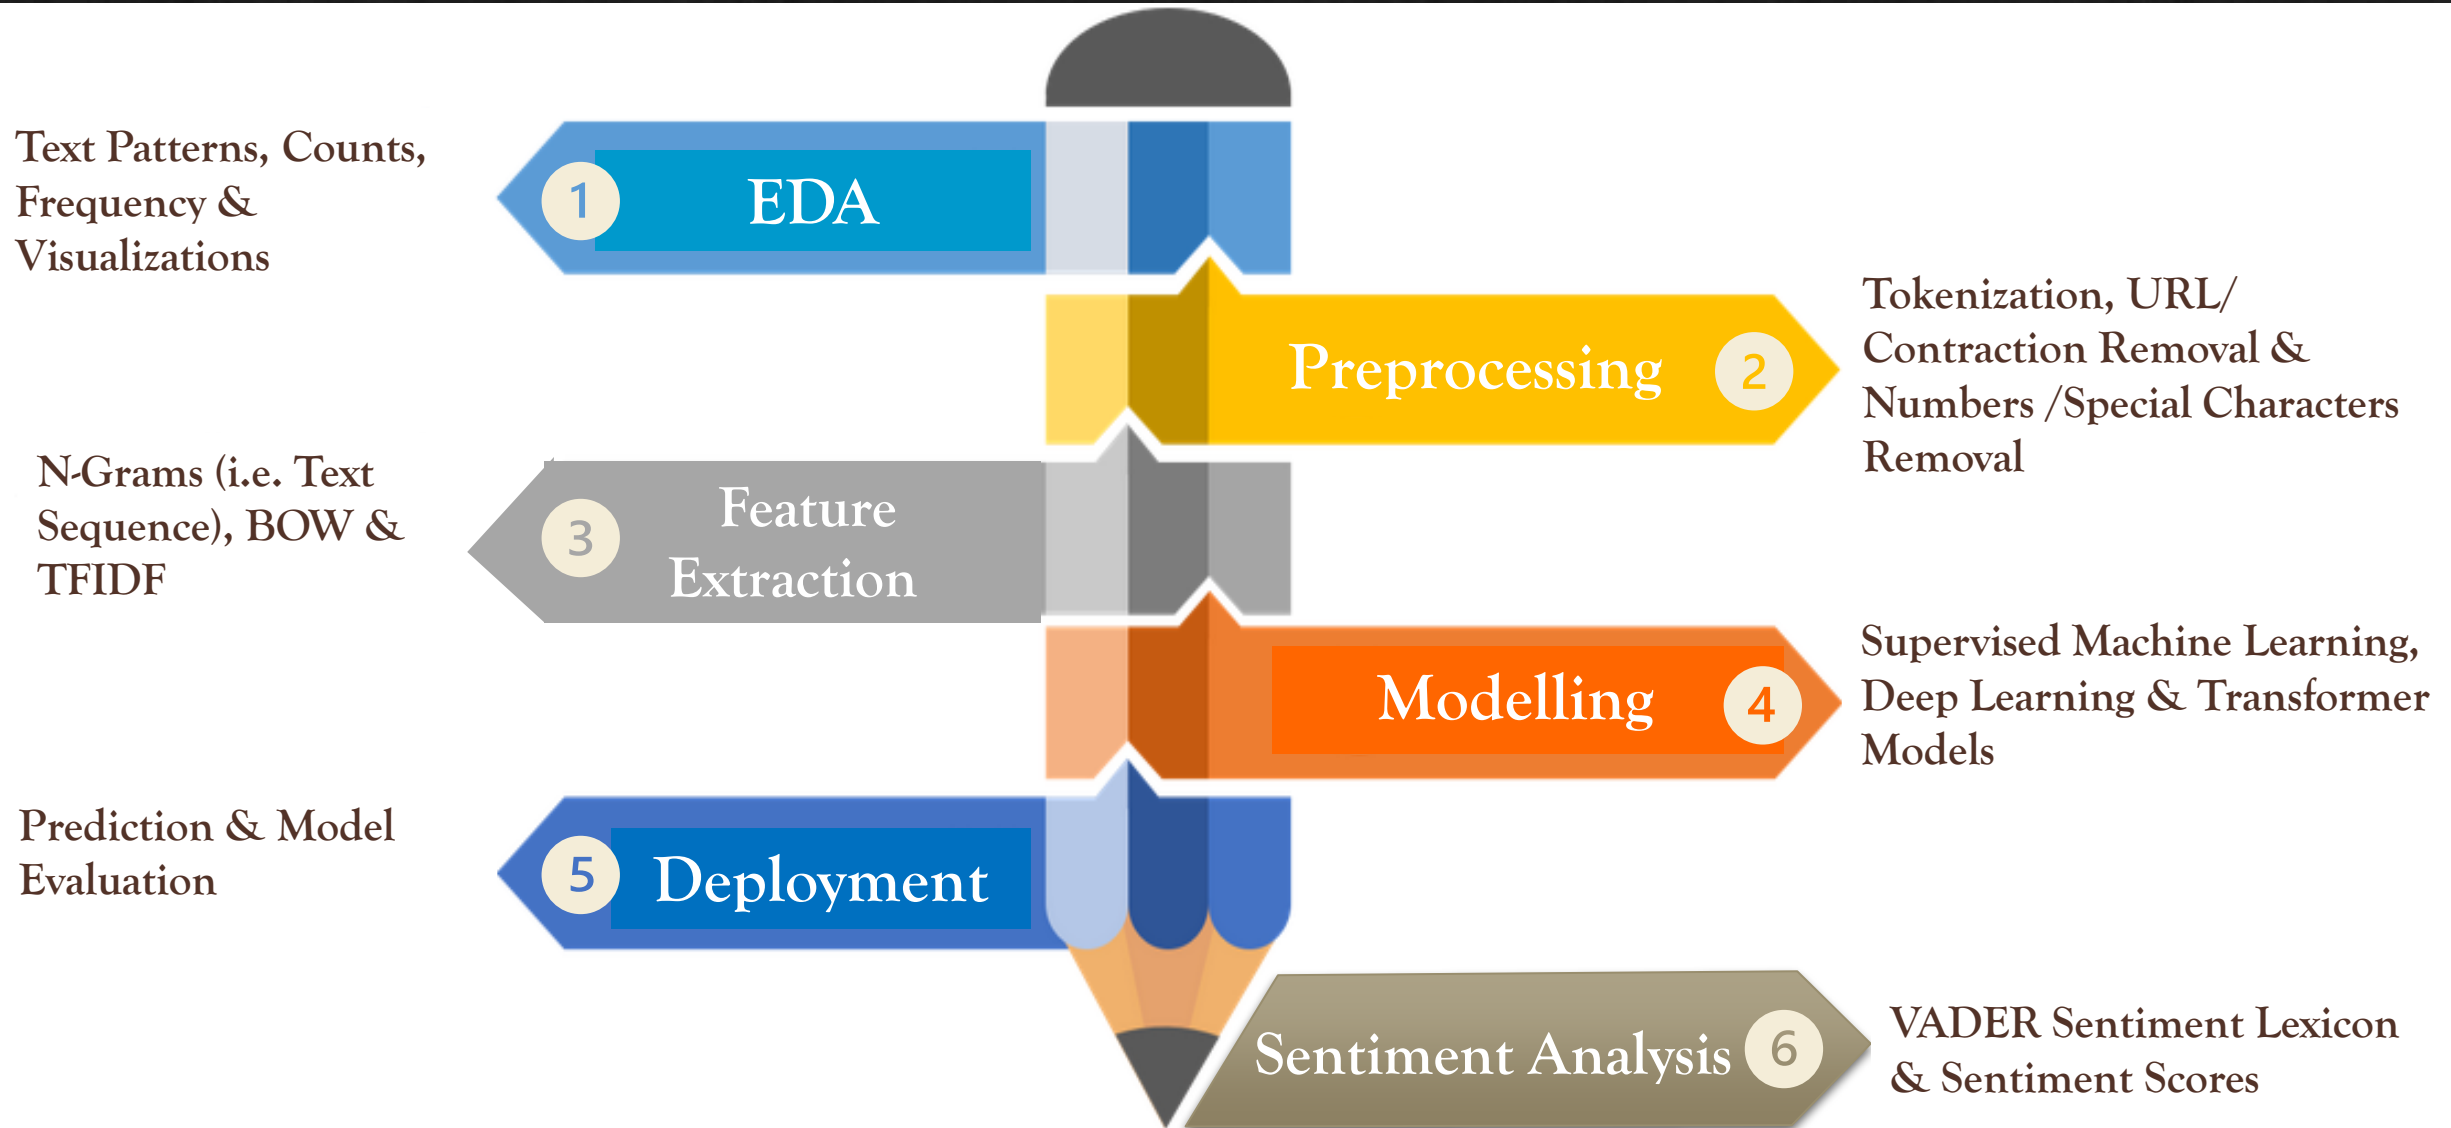 Text Patterns, Counts,
Frequency &
Visualizations
1
EDA
Preprocessing
2
Tokenization, URL/
Contraction Removal &
Numbers /Special Characters
Removal
N-Grams (i.e. Text
Sequence), BOW &
TFIDF
3
Feature
Extraction
Modelling
4
Supervised Machine Learning,
Deep Learning & Transformer
Models
Prediction & Model
Evaluation
5
Deployment
Sentiment Analysis
6
VADER Sentiment Lexicon
& Sentiment Scores